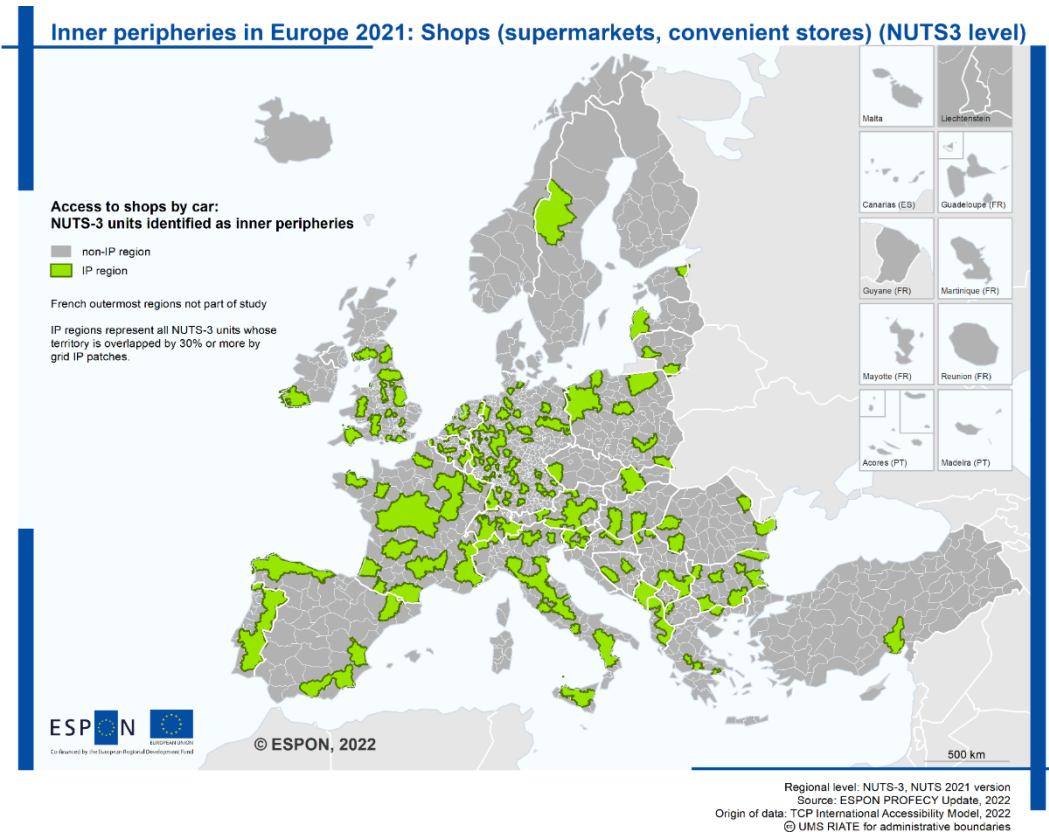 Inner peripheries in Europe 2021: Shops (supermarkets, convenient stores) (NUTS3 level)
Access to shops by car:
NUTS-3 units identified as inner peripheries
non-IP region
IP region
French outermost regions not part of study
IP regions represent all NUTS-3 units whose
territory is overlapped by 30% or more by
grid IP patches.
Malta
Liechtenstein
Canarias (ES)
Guadeloupe (FR)
Guyane (FR)
Martinique (FR)
Mayotte (FR)
Reunion (FR)
Acores (PT)
Madeira (PT)
ESPON
EUROPEAN UNION
Co-financed by the European Regional Development Fund
© ESPON, 2022
500 km
Regional level: NUTS-3, NUTS 2021 version
Source: ESPON PROFECY Update, 2022
Origin of data: TCP International Accessibility Model, 2022
© UMS RIATE for administrative boundaries